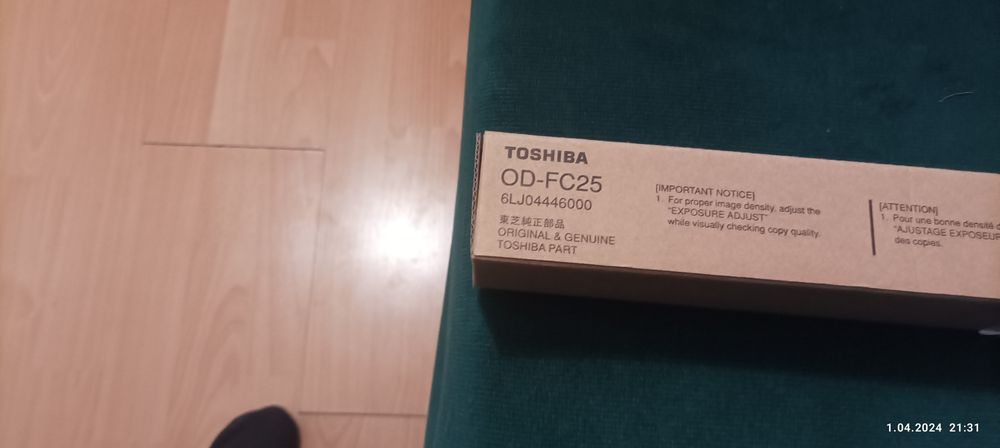 TOSHIBA
OD-FC25
6LJ04446000
東芝純正部品
ORIGINAL & GENUINE
TOSHIBA PART
[IMPORTANT NOTICE]
1. For proper image density, adjust the
"EXPOSURE ADJUST"
while visually checking copy quality.
[ATTENTION]
1. Pour une bonne densité
"AJUSTAGE EXPOSEUR
des copies.
1.04.2024 21:31